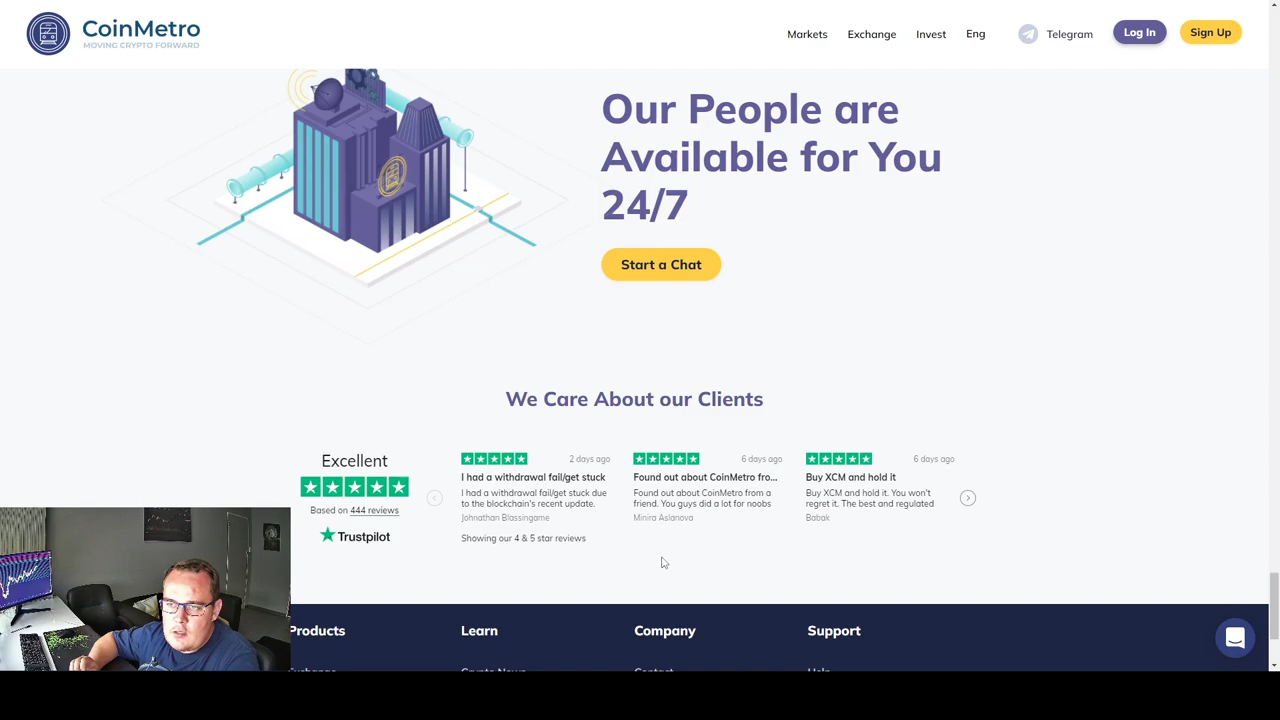 CoinMetro
MOVING CRYPTO FORWARD
Markets
Exchange
Invest
Eng
Telegram
Log In
Sign Up
Our People are
Available for You
24/7
Start a Chat
We Care About our Clients
Excellent
Based on 444 reviews
Trustpilot
2 days ago
I had a withdrawal fail/get stuck
I had a withdrawal fail/get stuck due
to the blockchain's recent update.
Johnathan Blassingame
6 days ago
Found out about CoinMetro fro...
Found out about CoinMetro from a
friend. You guys did a lot for noobs
Minira Aslanova
6 days ago
Buy XCM and hold it
Buy XCM and hold it. You won't
regret it. The best and regulated
Babak
Showing our 4 & 5 star reviews
Products
Learn
Company
Support
Exchange
Crypto News
Contact
Help